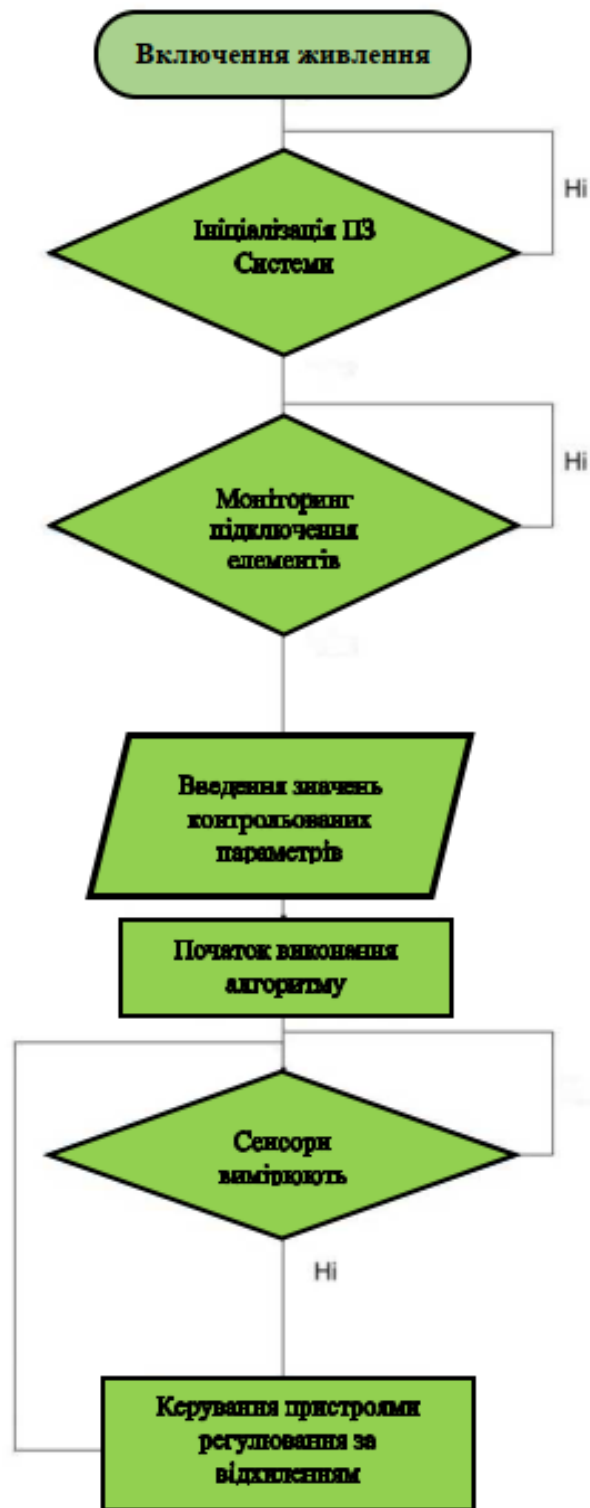 Включення живлення
Ні
Ініціалізація ПЗ
Системи
Ні
Моніторинг
підключення
елементів
Введення значень
контрольованих
параметрів
Початок виконання
алгоритму
Сенсори
вимірюють
Ні
Керування пристроями
регулювання за
відхиленням